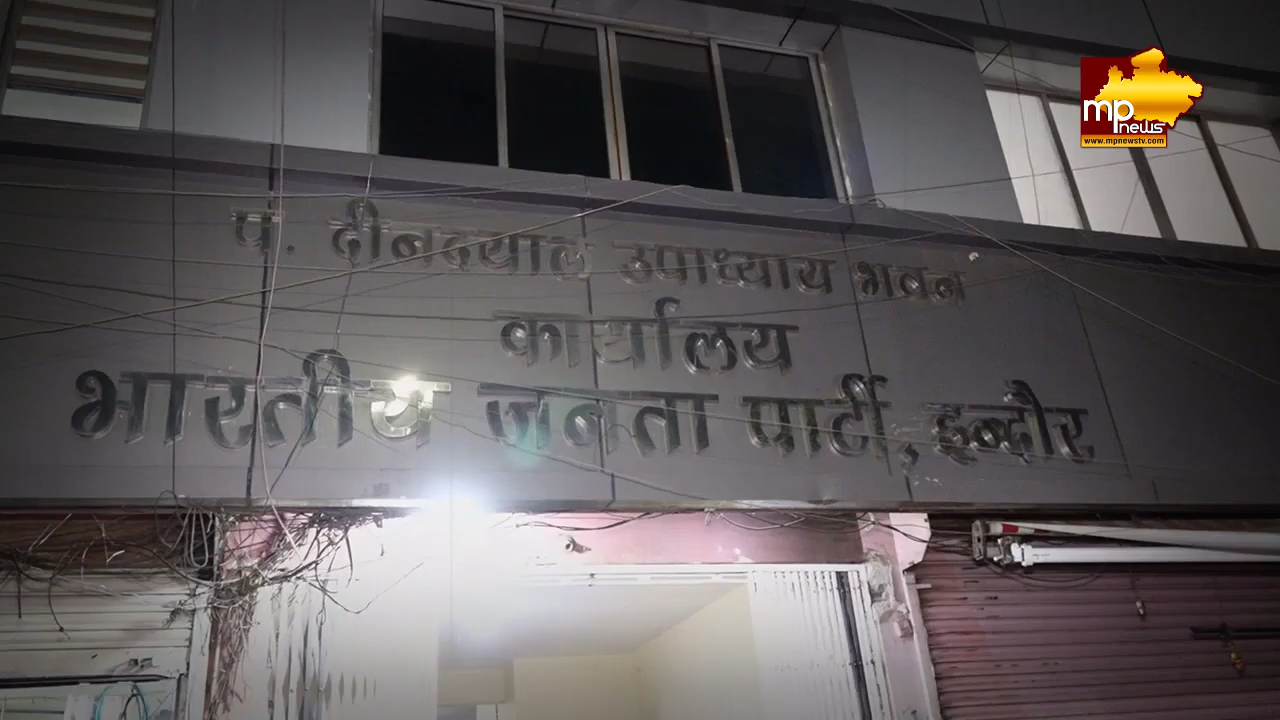 mp news
www.mpnewstv.com
पं. दीनदयाल उपाध्याय भवन
कार्यालय
भारतीय जनता पार्टी, इन्दौर